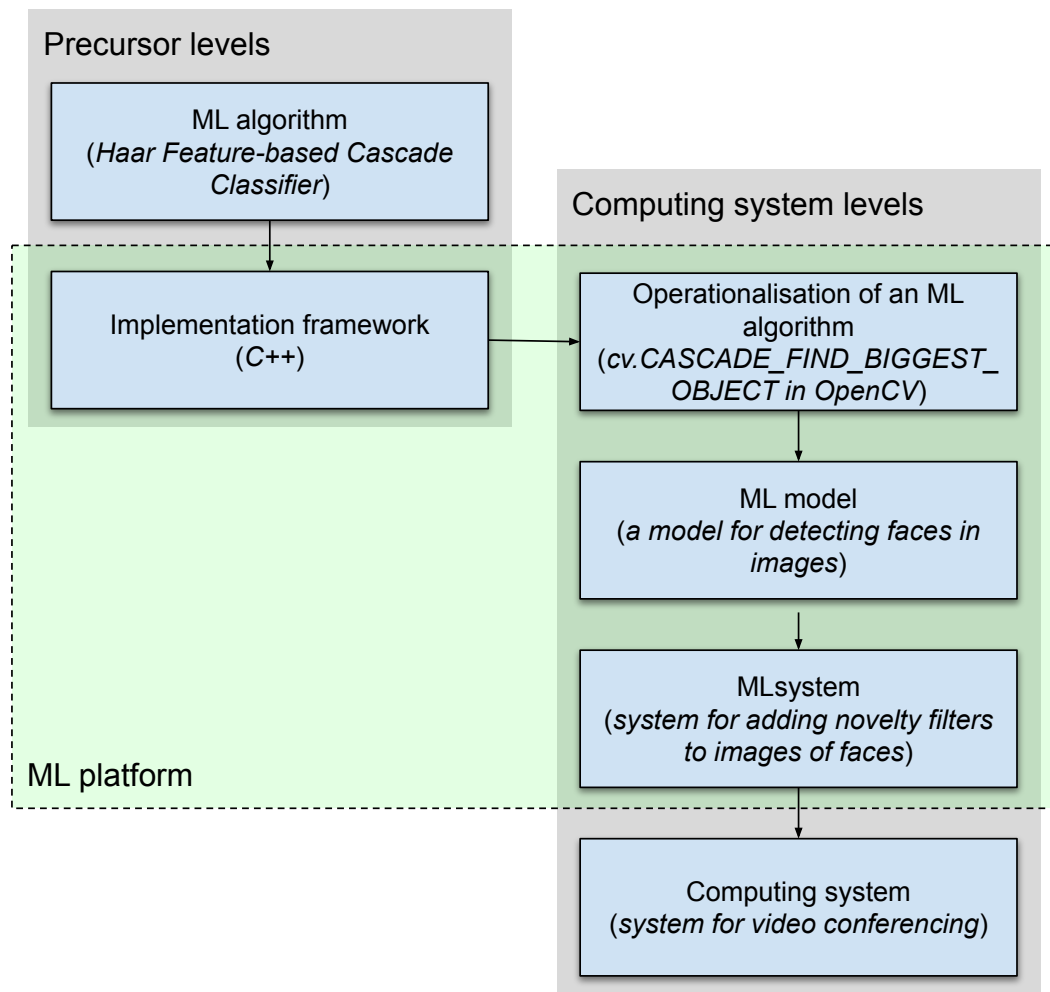 Precursor levels
ML algorithm
(Haar Feature-based Cascade
Classifier)
Implementation framework
(C++)
Computing system levels
Operationalisation of an ML
algorithm
(cv.CASCADE_FIND_BIGGEST_
OBJECT in OpenCV)
ML model
(a model for detecting faces in
images)
MLsystem
(system for adding novelty filters
to images of faces)
ML platform
Computing system
(system for video conferencing)